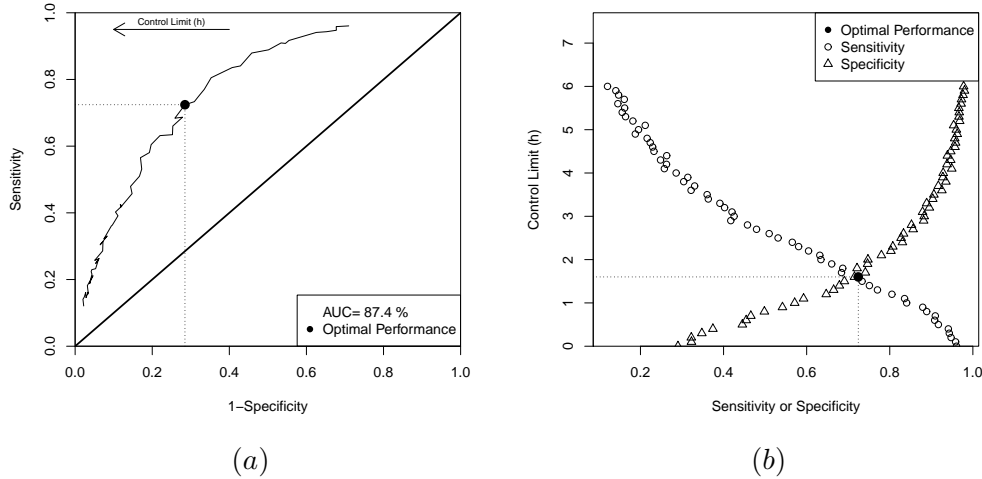 Control Limit (h)
1.0
0.8
0.6
0.4
0.2
0.0
Sensitivity
AUC= 87.4 %
Optimal Performance
0.0 0.2 0.4 0.6 0.8 1.0
1−Specificity
(a)
Optimal Performance
Sensitivity
Specificity
7
6
5
4
3
2
1
0
Control Limit (h)
0.2 0.4 0.6 0.8 1.0
Sensitivity or Specificity
(b)